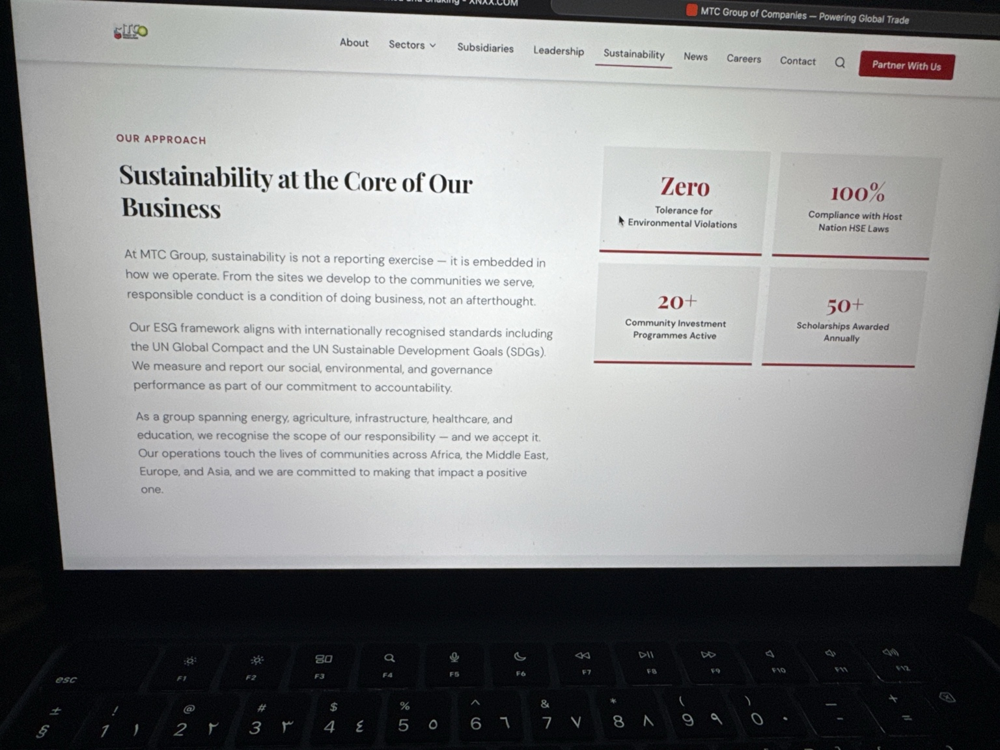 XNXX.COM
MTC Group of Companies — Powering Global Trade
About Sectors Subsidiaries Leadership Sustainability News Careers Contact Partner With Us
OUR APPROACH
Sustainability at the Core of Our
Business
At MTC Group, sustainability is not a reporting exercise — it is embedded in
how we operate. From the sites we develop to the communities we serve,
responsible conduct is a condition of doing business, not an afterthought.
Our ESG framework aligns with internationally recognised standards including
the UN Global Compact and the UN Sustainable Development Goals (SDGs).
We measure and report our social, environmental, and governance
performance as part of our commitment to accountability.
As a group spanning energy, agriculture, infrastructure, healthcare, and
education, we recognise the scope of our responsibility — and we accept it.
Our operations touch the lives of communities across Africa, the Middle East,
Europe, and Asia, and we are committed to making that impact a positive
one.
Zero
Tolerance for
Environmental Violations
100%
Compliance with Host
Nation HSE Laws
20+
Community Investment
Programmes Active
50+
Scholarships Awarded
Annually
esc F1 F2 F3 F4 F5 F6 F7 F8 F9 F10 F11 F12
± ! @ # $ % ^ & * ( ) — +
§ 1 ١ 2 ٢ 3 ٣ 4 ٤ 5 ٥ 6 ٦ 7 ٧ 8 ٨ 9 ٩ 0 ٠ - =